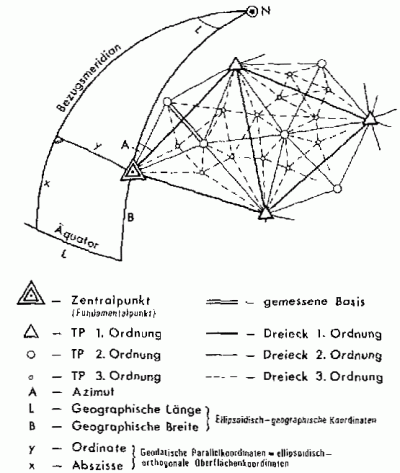 N
L
Bezugsmeridian
y
A
x
B
Äquator
L
— Zentralpunkt
(Fundamentalpunkt)
— gemessene Basis
— TP 1. Ordnung
— Dreieck 1. Ordnung
— TP 2. Ordnung
— Dreieck 2. Ordnung
— TP 3. Ordnung
— Dreieck 3. Ordnung
A — Azimut
L — Geographische Länge
B — Geographische Breite
Ellipsoidisch-geographische Koordinaten
y — Ordinate
x — Abszisse
Geodätische Parallelkoordinaten = ellipsoidisch-
orthogonale Oberflächenkoordinaten